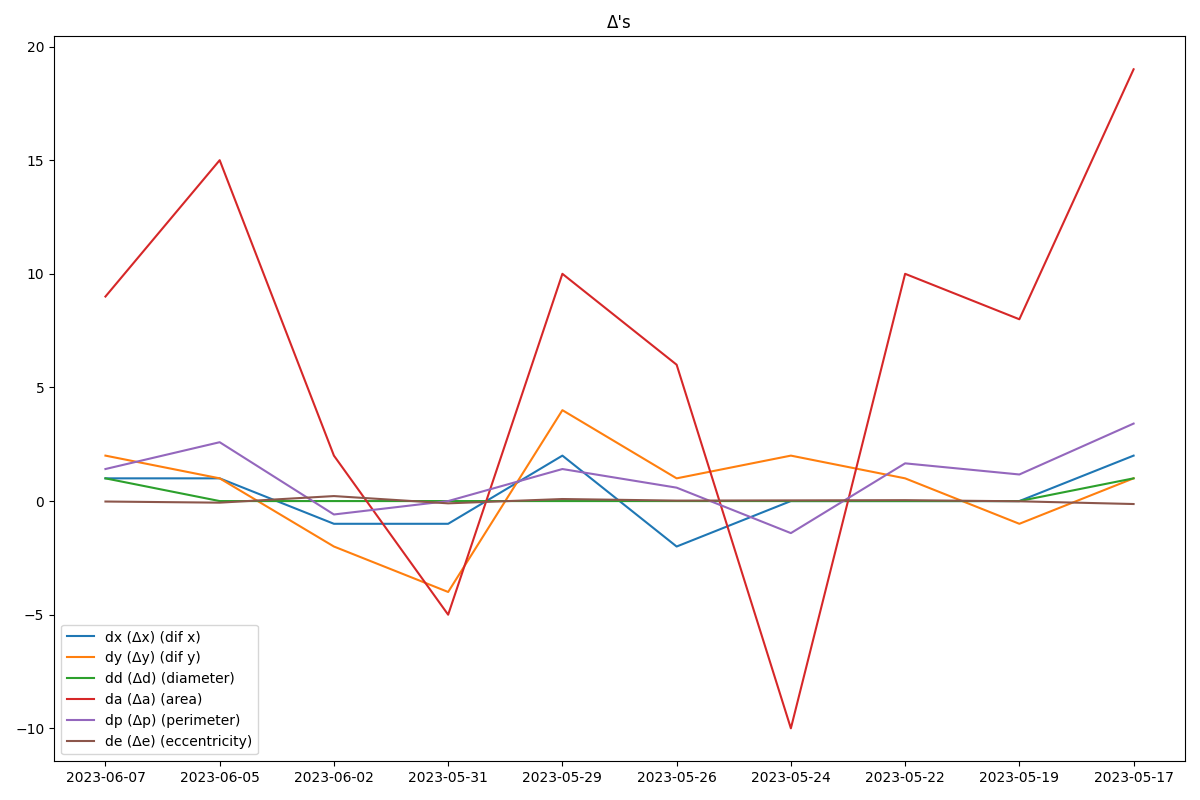 Δ's
20
15
10
5
0
−5
−10
dx (Δx) (dif x)
dy (Δy) (dif y)
dd (Δd) (diameter)
da (Δa) (area)
dp (Δp) (perimeter)
de (Δe) (eccentricity)
2023-06-07 2023-06-05 2023-06-02 2023-05-31 2023-05-29 2023-05-26 2023-05-24 2023-05-22 2023-05-19 2023-05-17